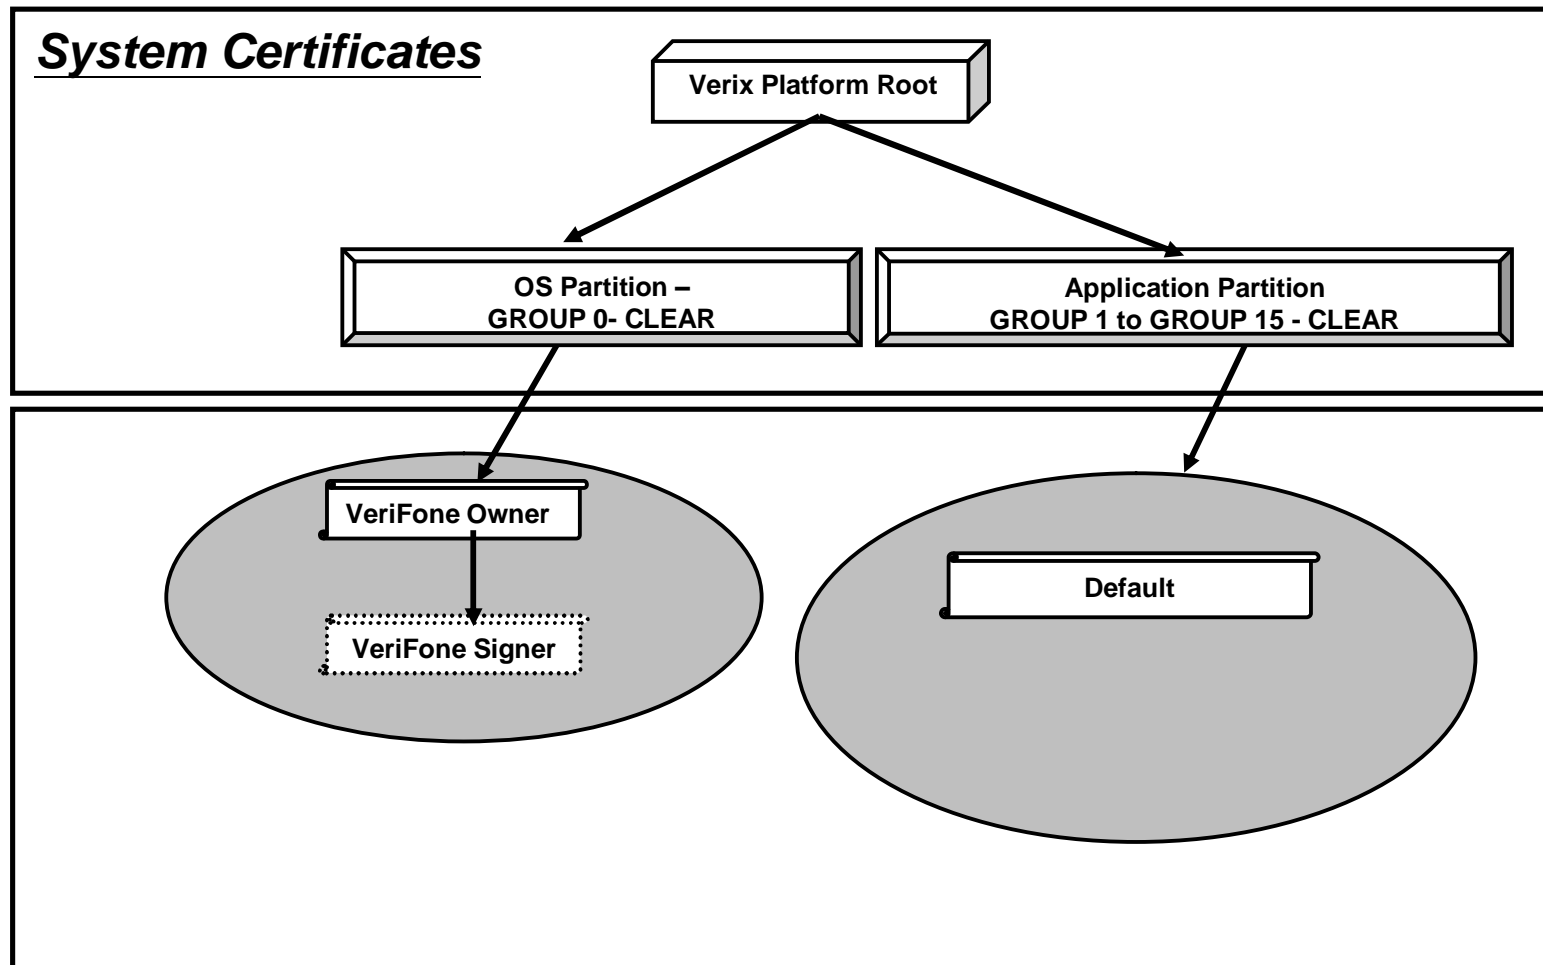 System Certificates
Verix Platform Root
OS Partition –
GROUP 0- CLEAR
Application Partition
GROUP 1 to GROUP 15 - CLEAR
VeriFone Owner
VeriFone Signer
Default